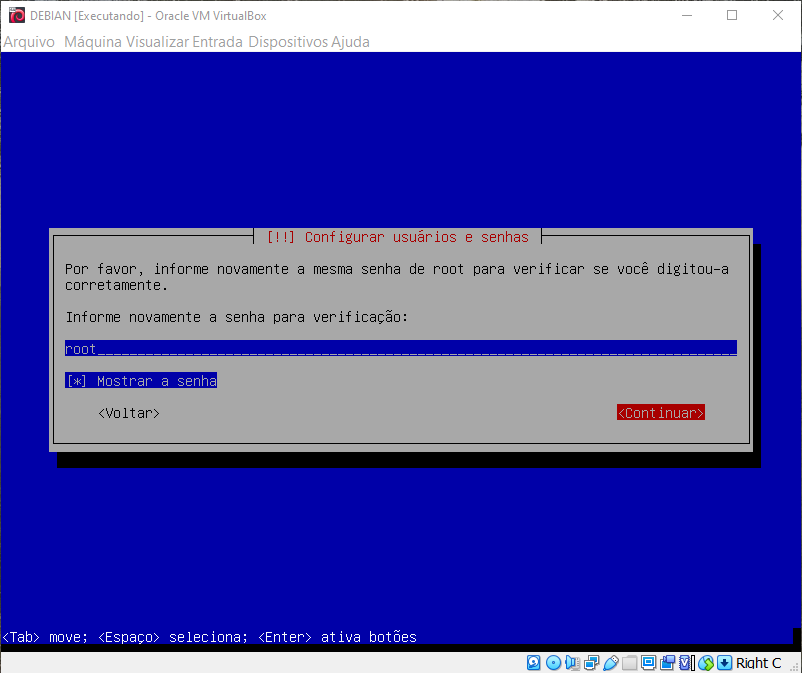 DEBIAN [Executando] - Oracle VM VirtualBox
Arquivo Máquina Visualizar Entrada Dispositivos Ajuda
[!!] Configurar usuários e senhas
Por favor, informe novamente a mesma senha de root para verificar se você digitou-a
corretamente.
Informe novamente a senha para verificação:
root
[*] Mostrar a senha
<Voltar> <Continuar>
<Tab> move; <Espaço> seleciona; <Enter> ativa botões
Right C